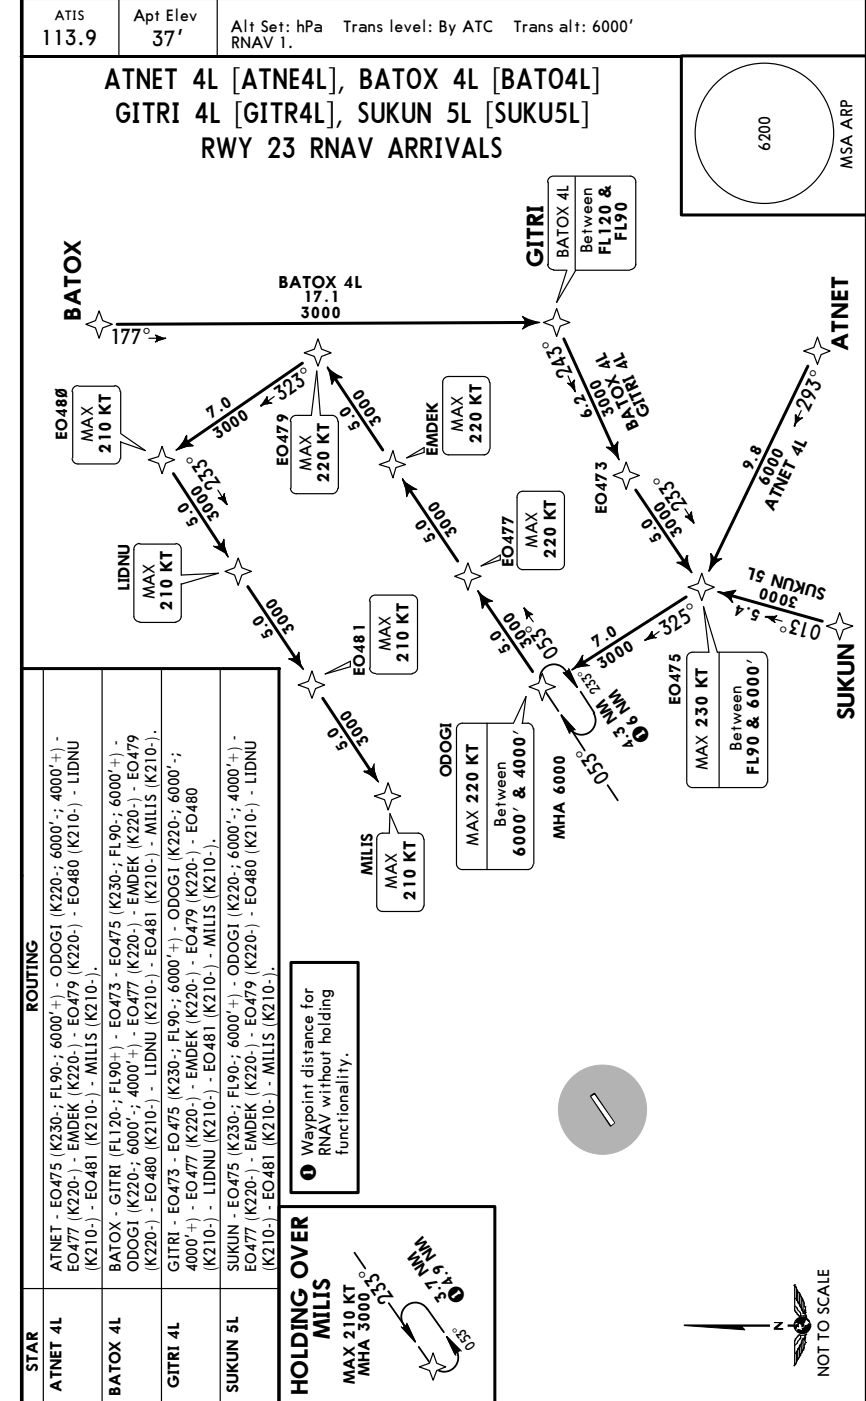 ATIS
113.9
Apt Elev
37'
Alt Set: hPa Trans level: By ATC Trans alt: 6000'
RNAV 1.
ATNET 4L [ATNE4L], BATOX 4L [BATO4L]
GITRI 4L [GITR4L], SUKUN 5L [SUKU5L]
RWY 23 RNAV ARRIVALS
6200
MSA ARP
BATOX
177°
BATOX 4L
17.1
3000
GITRI
BATOX 4L
Between
FL120 &
FL90
ATNET
293°
9.8
6000
ATNET 4L
243°
6.2
3000
BATOX 4L
GITRI 4L
EO473
233°
5.0
3000
SUKUN
013°
5.4
3000
SUKUN 5L
EO475
MAX 230 KT
Between
FL90 & 6000'
325°
7.0
3000
ODOGI
MAX 220 KT
Between
6000' & 4000'
MHA 6000
053°
233°
4.3 NM
❶6 NM
053°
5.0
3000
EO477
MAX
220 KT
5.0
3000
EMDEK
MAX
220 KT
5.0
3000
EO479
MAX
220 KT
323°
7.0
3000
EO48Ø
MAX
210 KT
233°
5.0
3000
LIDNU
MAX
210 KT
5.0
3000
EO481
MAX
210 KT
5.0
3000
MILIS
MAX
210 KT
STAR
ROUTING
ATNET 4L
ATNET - EO475 (K230-; FL90-; 6000'+) - ODOGI (K220-; 6000'-; 4000'+) -
EO477 (K220-) - EMDEK (K220-) - EO479 (K220-) - EO480 (K210-) - LIDNU
(K210-) - EO481 (K210-) - MILIS (K210-).
BATOX 4L
BATOX - GITRI (FL120-; FL90+) - EO473 - EO475 (K230-; FL90-; 6000'+) -
ODOGI (K220-; 6000'-; 4000'+) - EO477 (K220-) - EMDEK (K220-) - EO479
(K220-) - EO480 (K210-) - LIDNU (K210-) - EO481 (K210-) - MILIS (K210-).
GITRI 4L
GITRI - EO473 - EO475 (K230-; FL90-; 6000'+) - ODOGI (K220-; 6000'-;
4000'+) - EO477 (K220-) - EMDEK (K220-) - EO479 (K220-) - EO480
(K210-) - LIDNU (K210-) - EO481 (K210-) - MILIS (K210-).
SUKUN 5L
SUKUN - EO475 (K230-; FL90-; 6000'+) - ODOGI (K220-; 6000'-; 4000'+) -
EO477 (K220-) - EMDEK (K220-) - EO479 (K220-) - EO480 (K210-) - LIDNU
(K210-) - EO481 (K210-) - MILIS (K210-).
❶ Waypoint distance for
RNAV without holding
functionality.
HOLDING OVER
MILIS
MAX 210 KT
MHA 3000
233°
053°
3.7 NM
❶4.9 NM
N
NOT TO SCALE